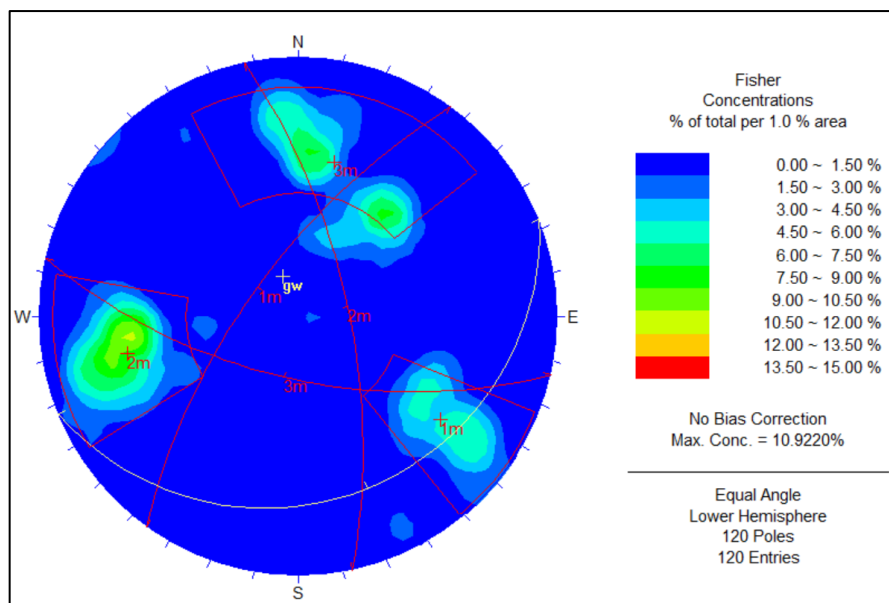 N
W
E
S
3m
gw
1m
2m
2m
3m
1m
Fisher
Concentrations
% of total per 1.0 % area
0.00 ~ 1.50 %
1.50 ~ 3.00 %
3.00 ~ 4.50 %
4.50 ~ 6.00 %
6.00 ~ 7.50 %
7.50 ~ 9.00 %
9.00 ~ 10.50 %
10.50 ~ 12.00 %
12.00 ~ 13.50 %
13.50 ~ 15.00 %
No Bias Correction
Max. Conc. = 10.9220%
Equal Angle
Lower Hemisphere
120 Poles
120 Entries